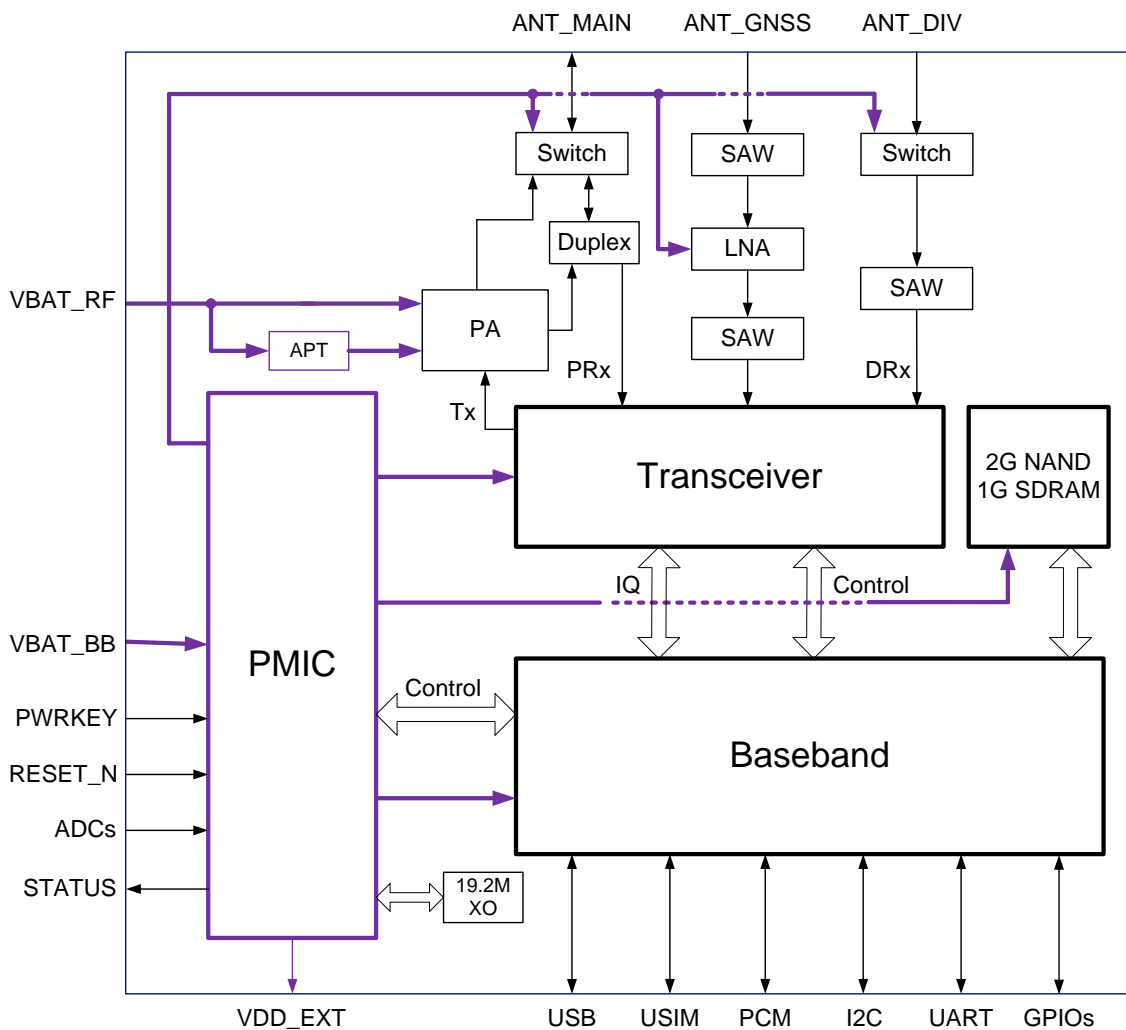 ANT_MAIN
ANT_GNSS
ANT_DIV
Switch
SAW
Switch
Duplex
LNA
SAW
VBAT_RF
PA
SAW
APT
PRx
DRx
Tx
Transceiver
2G NAND
1G SDRAM
IQ
Control
VBAT_BB
PMIC
Control
PWRKEY
Baseband
RESET_N
ADCs
STATUS
19.2M
XO
VDD_EXT
USB
USIM
PCM
I2C
UART
GPIOs